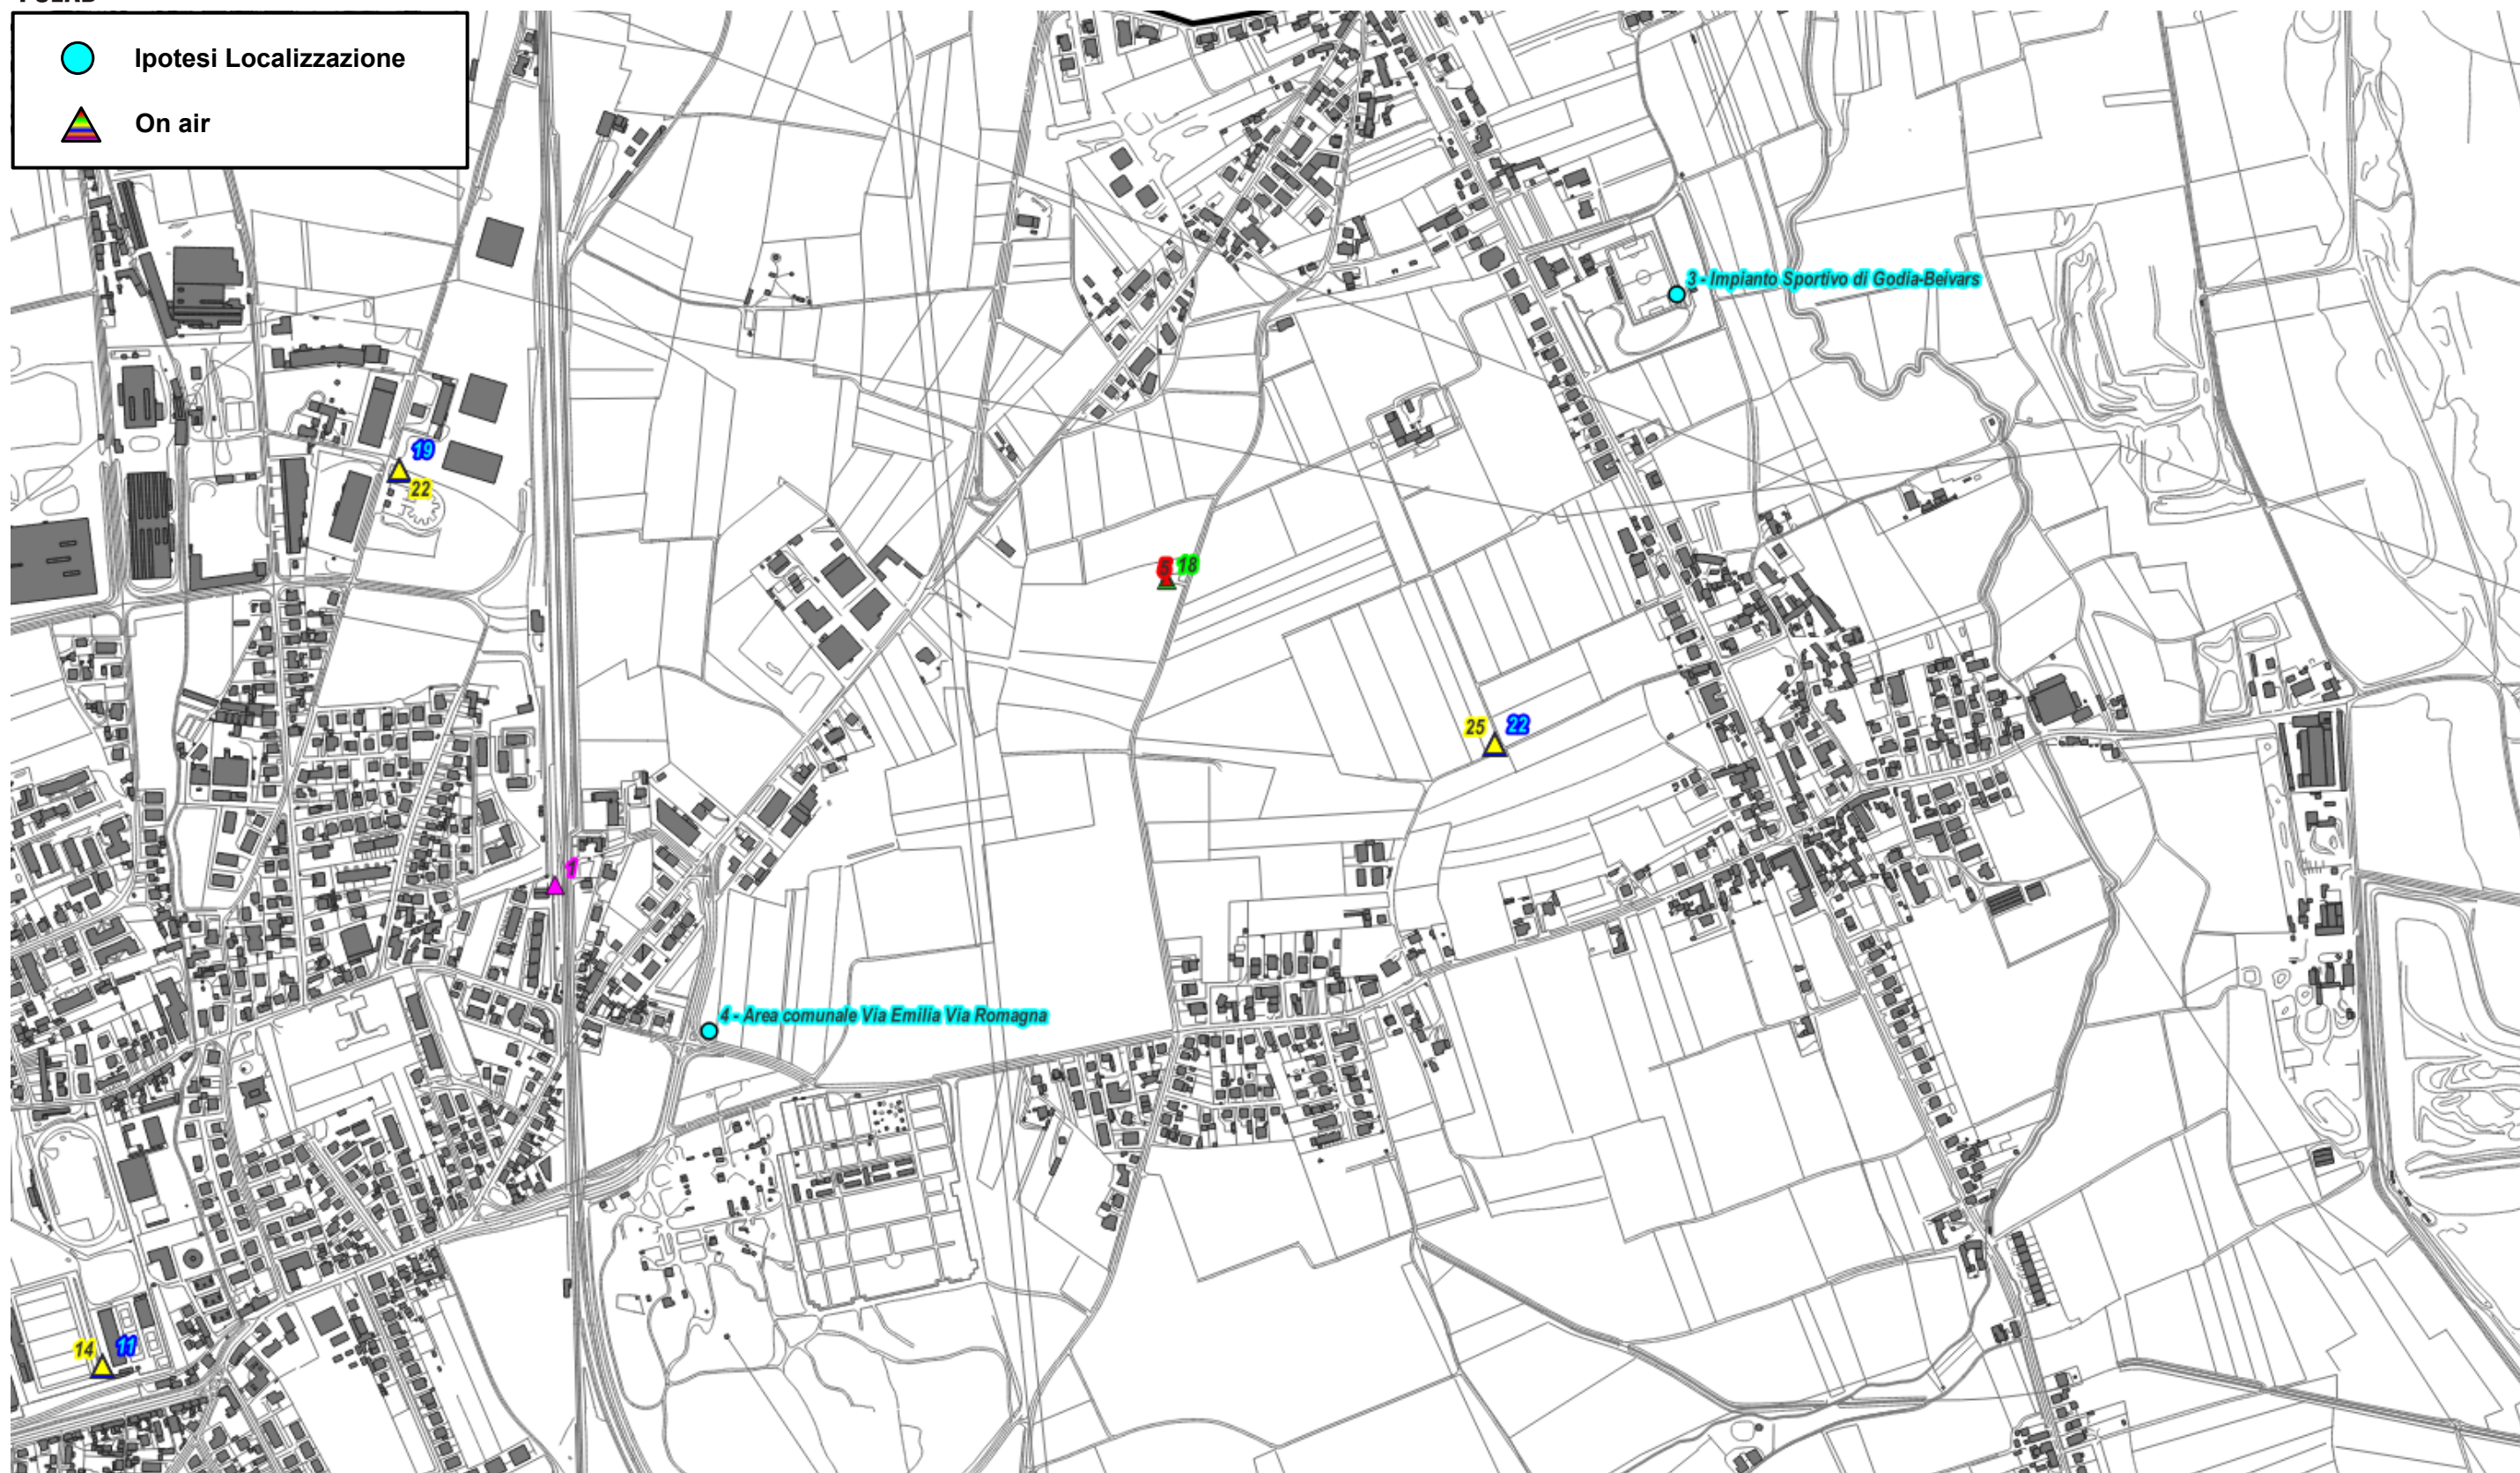 Ipotesi Localizzazione
On air
3 - Impianto Sportivo di Godia-Beivars
19
22
5 18
25 22
1
4 - Area comunale Via Emilia Via Romagna
14 11